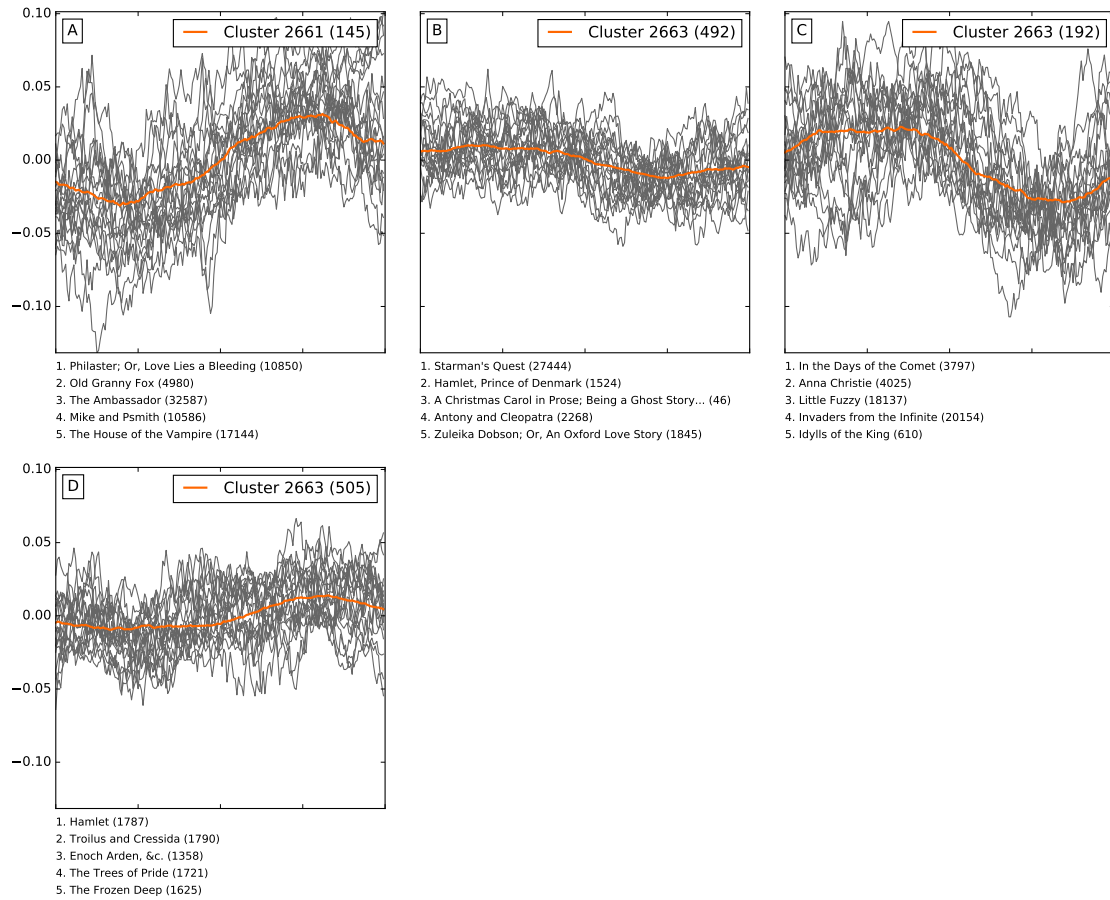 A
Cluster 2661 (145)
B
Cluster 2663 (492)
C
Cluster 2663 (192)
0.10
0.05
0.00
−0.05
−0.10
1. Philaster; Or, Love Lies a Bleeding (10850)
2. Old Granny Fox (4980)
3. The Ambassador (32587)
4. Mike and Psmith (10586)
5. The House of the Vampire (17144)
1. Starman's Quest (27444)
2. Hamlet, Prince of Denmark (1524)
3. A Christmas Carol in Prose; Being a Ghost Story... (46)
4. Antony and Cleopatra (2268)
5. Zuleika Dobson; Or, An Oxford Love Story (1845)
1. In the Days of the Comet (3797)
2. Anna Christie (4025)
3. Little Fuzzy (18137)
4. Invaders from the Infinite (20154)
5. Idylls of the King (610)
D
Cluster 2663 (505)
0.10
0.05
0.00
−0.05
−0.10
1. Hamlet (1787)
2. Troilus and Cressida (1790)
3. Enoch Arden, &c. (1358)
4. The Trees of Pride (1721)
5. The Frozen Deep (1625)